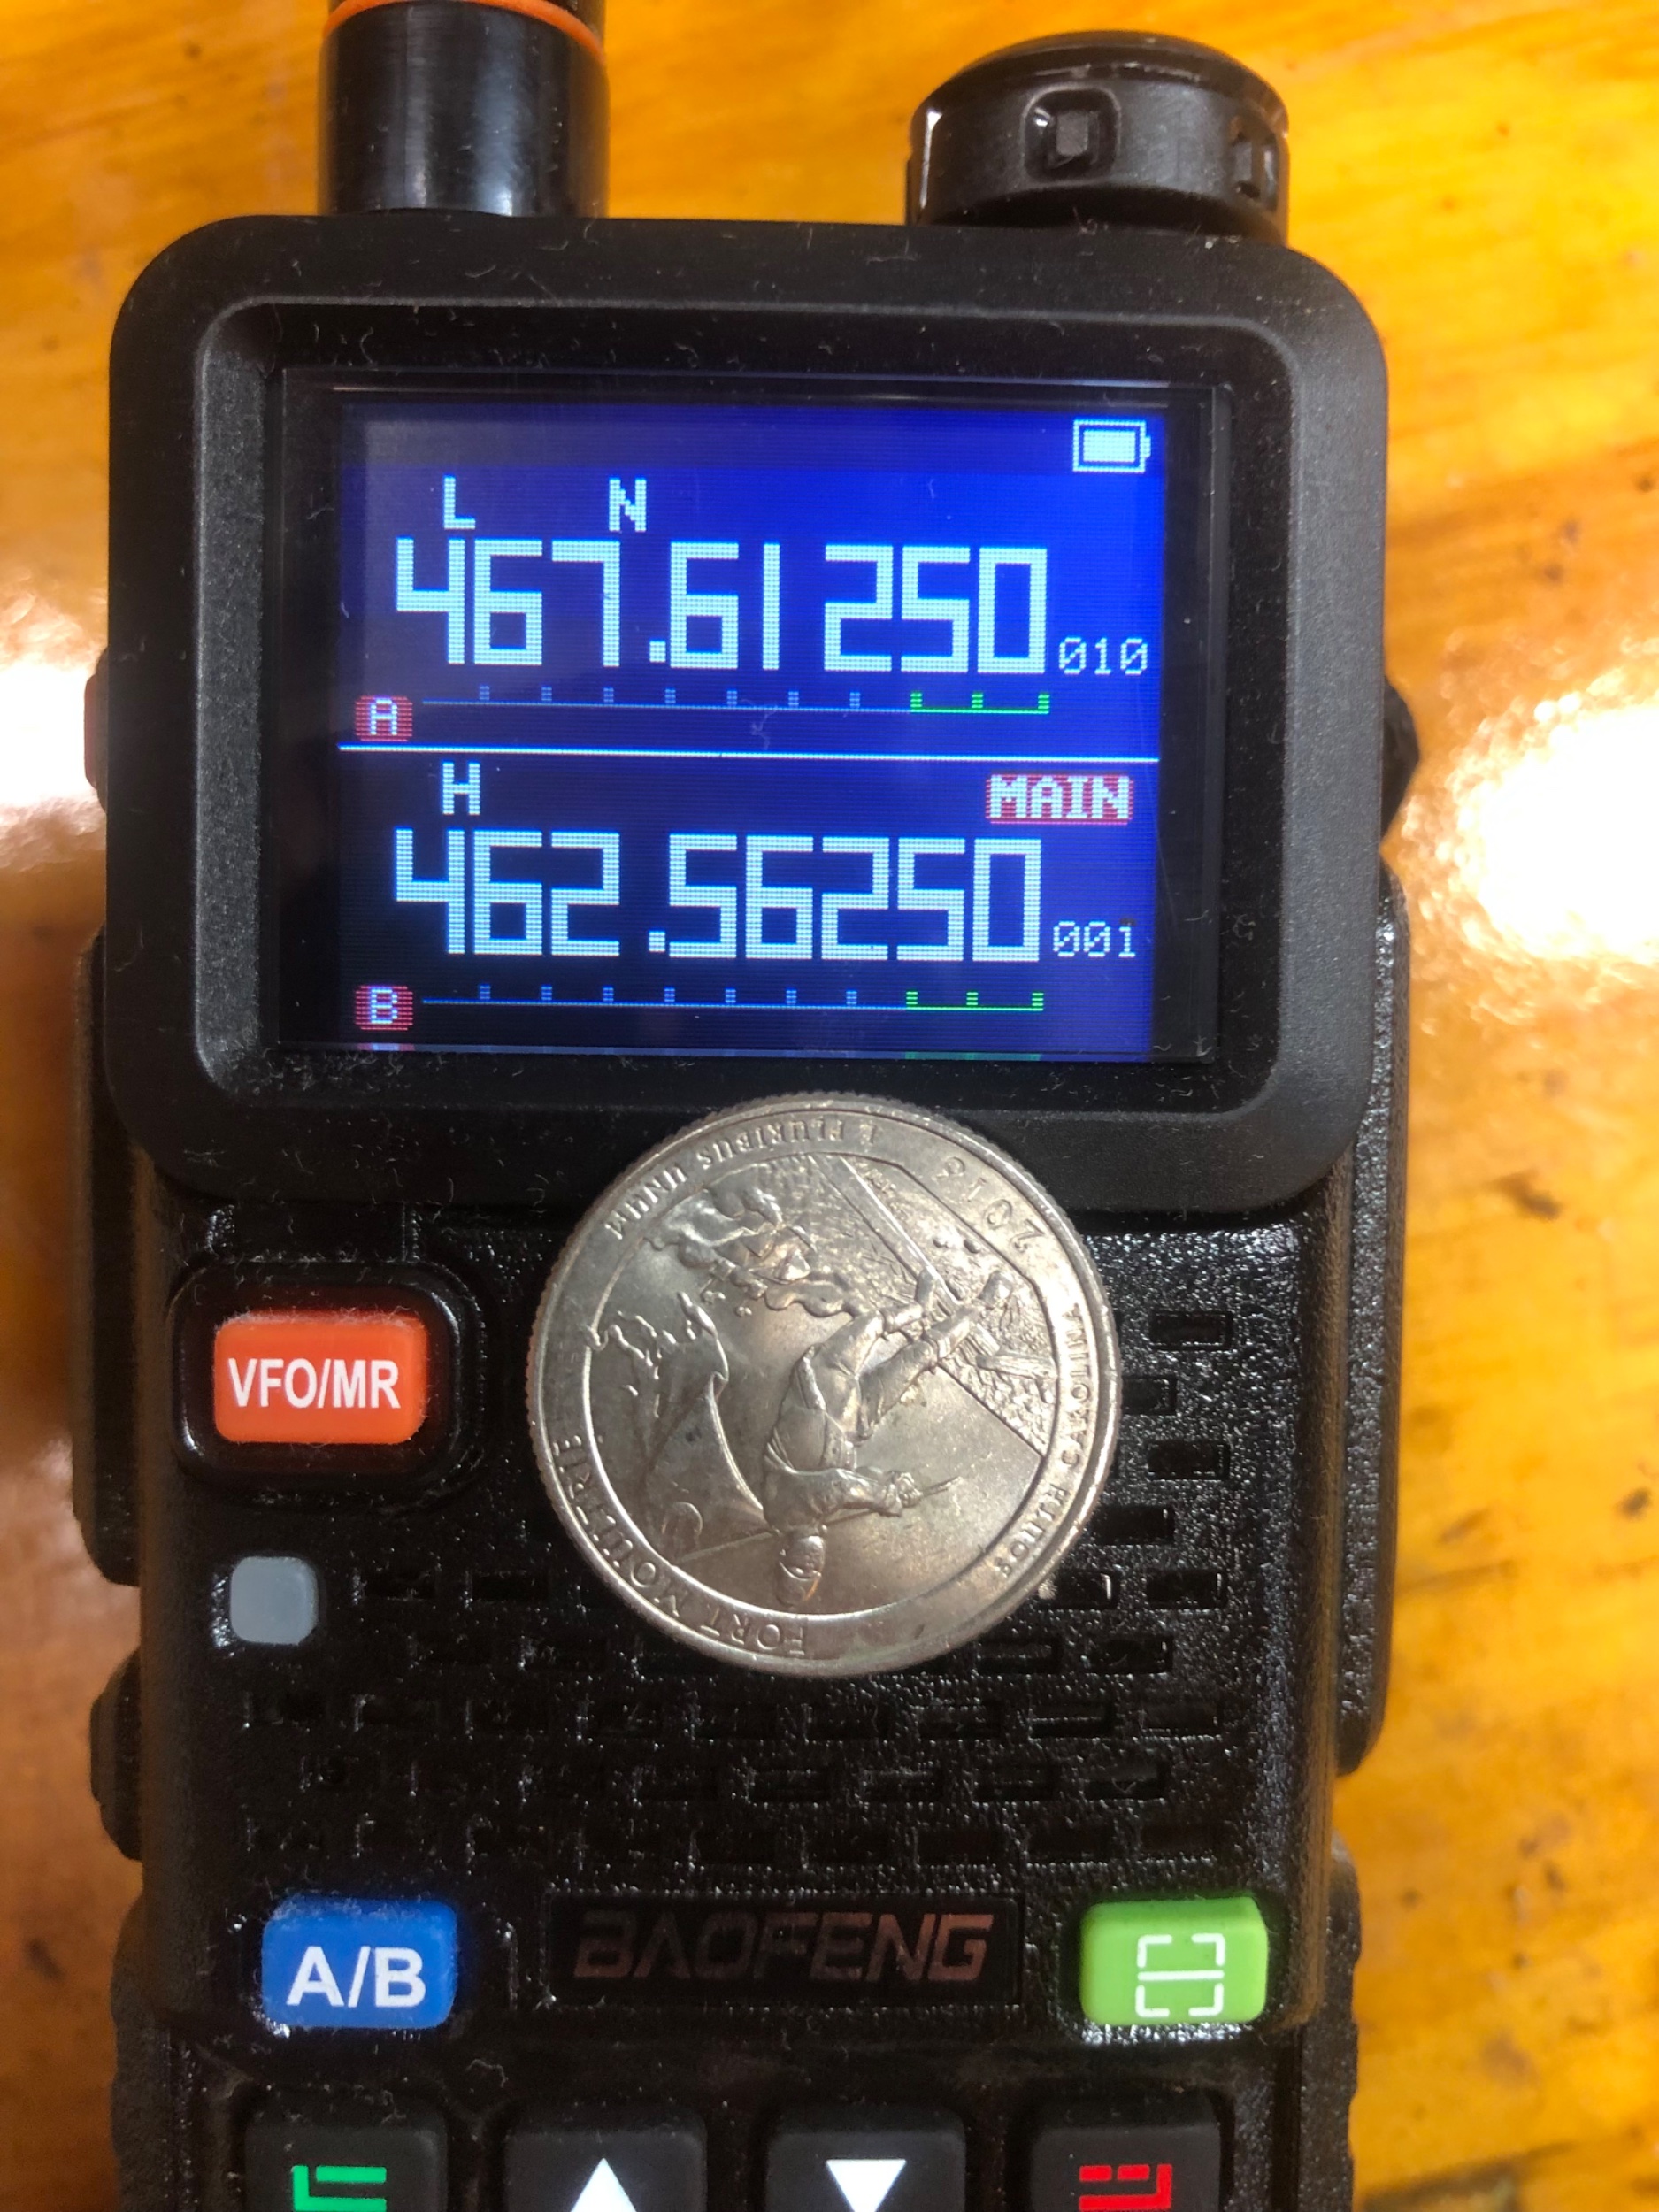 L N
467.61250 010
A
H MAIN
462.56250 001
B
E PLURIBUS UNUM
2016
FORT MOULTRIE
SOUTH CAROLINA
VFO/MR
A/B
BAOFENG